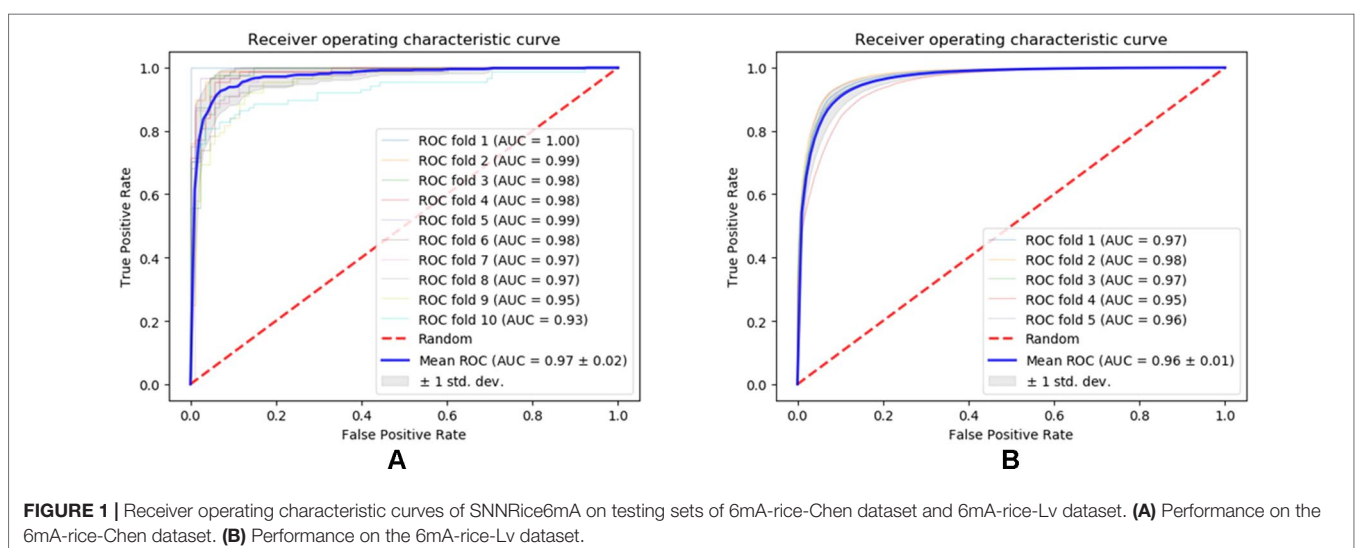 Receiver operating characteristic curve
True Positive Rate
1.0
0.8
0.6
0.4
0.2
0.0
ROC fold 1 (AUC = 1.00)
ROC fold 2 (AUC = 0.99)
ROC fold 3 (AUC = 0.98)
ROC fold 4 (AUC = 0.98)
ROC fold 5 (AUC = 0.99)
ROC fold 6 (AUC = 0.98)
ROC fold 7 (AUC = 0.97)
ROC fold 8 (AUC = 0.97)
ROC fold 9 (AUC = 0.95)
ROC fold 10 (AUC = 0.93)
Random
Mean ROC (AUC = 0.97 ± 0.02)
± 1 std. dev.
0.0 0.2 0.4 0.6 0.8 1.0
False Positive Rate
A
Receiver operating characteristic curve
True Positive Rate
1.0
0.8
0.6
0.4
0.2
0.0
ROC fold 1 (AUC = 0.97)
ROC fold 2 (AUC = 0.98)
ROC fold 3 (AUC = 0.97)
ROC fold 4 (AUC = 0.95)
ROC fold 5 (AUC = 0.96)
Random
Mean ROC (AUC = 0.96 ± 0.01)
± 1 std. dev.
0.0 0.2 0.4 0.6 0.8 1.0
False Positive Rate
B
FIGURE 1 | Receiver operating characteristic curves of SNNRice6mA on testing sets of 6mA-rice-Chen dataset and 6mA-rice-Lv dataset. (A) Performance on the
6mA-rice-Chen dataset. (B) Performance on the 6mA-rice-Lv dataset.